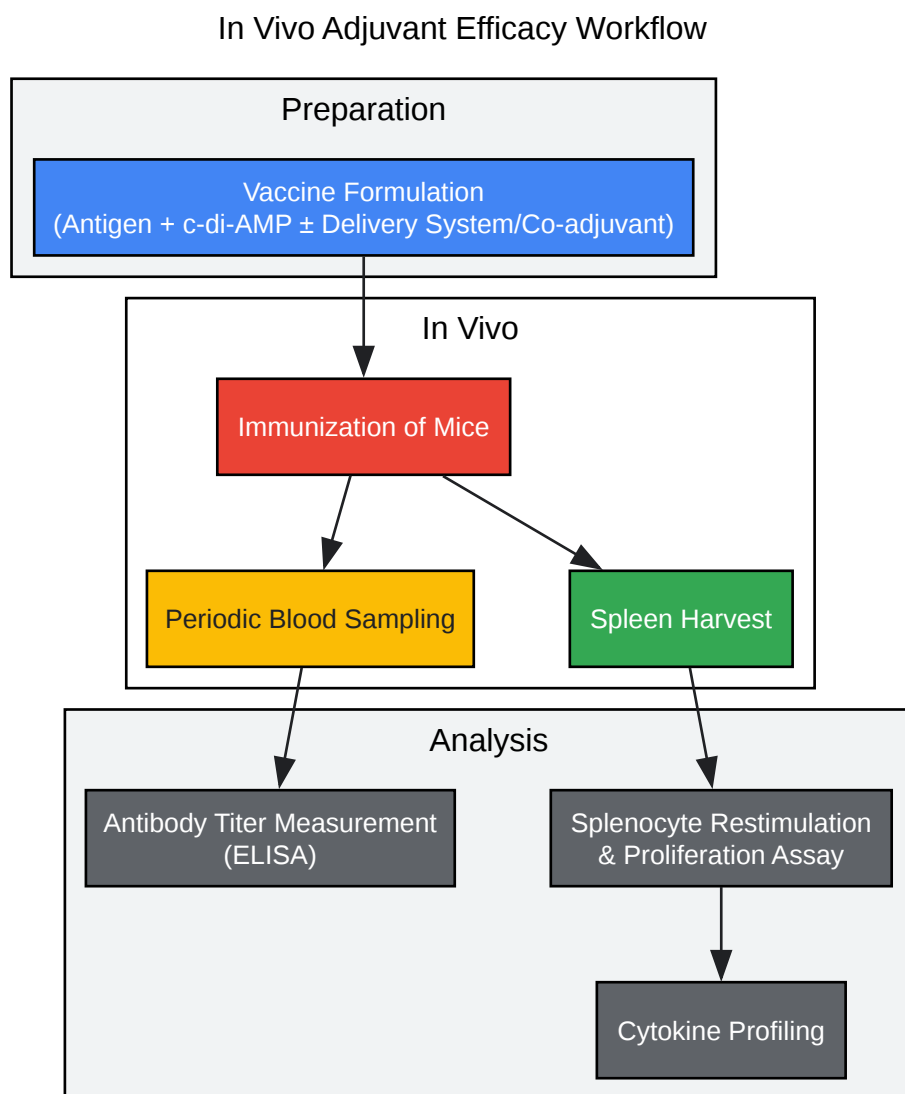 In Vivo Adjuvant Efficacy Workflow
Preparation
Vaccine Formulation
(Antigen + c-di-AMP ± Delivery System/Co-adjuvant)
In Vivo
Immunization of Mice
Periodic Blood Sampling
Spleen Harvest
Analysis
Antibody Titer Measurement
(ELISA)
Splenocyte Restimulation
& Proliferation Assay
Cytokine Profiling